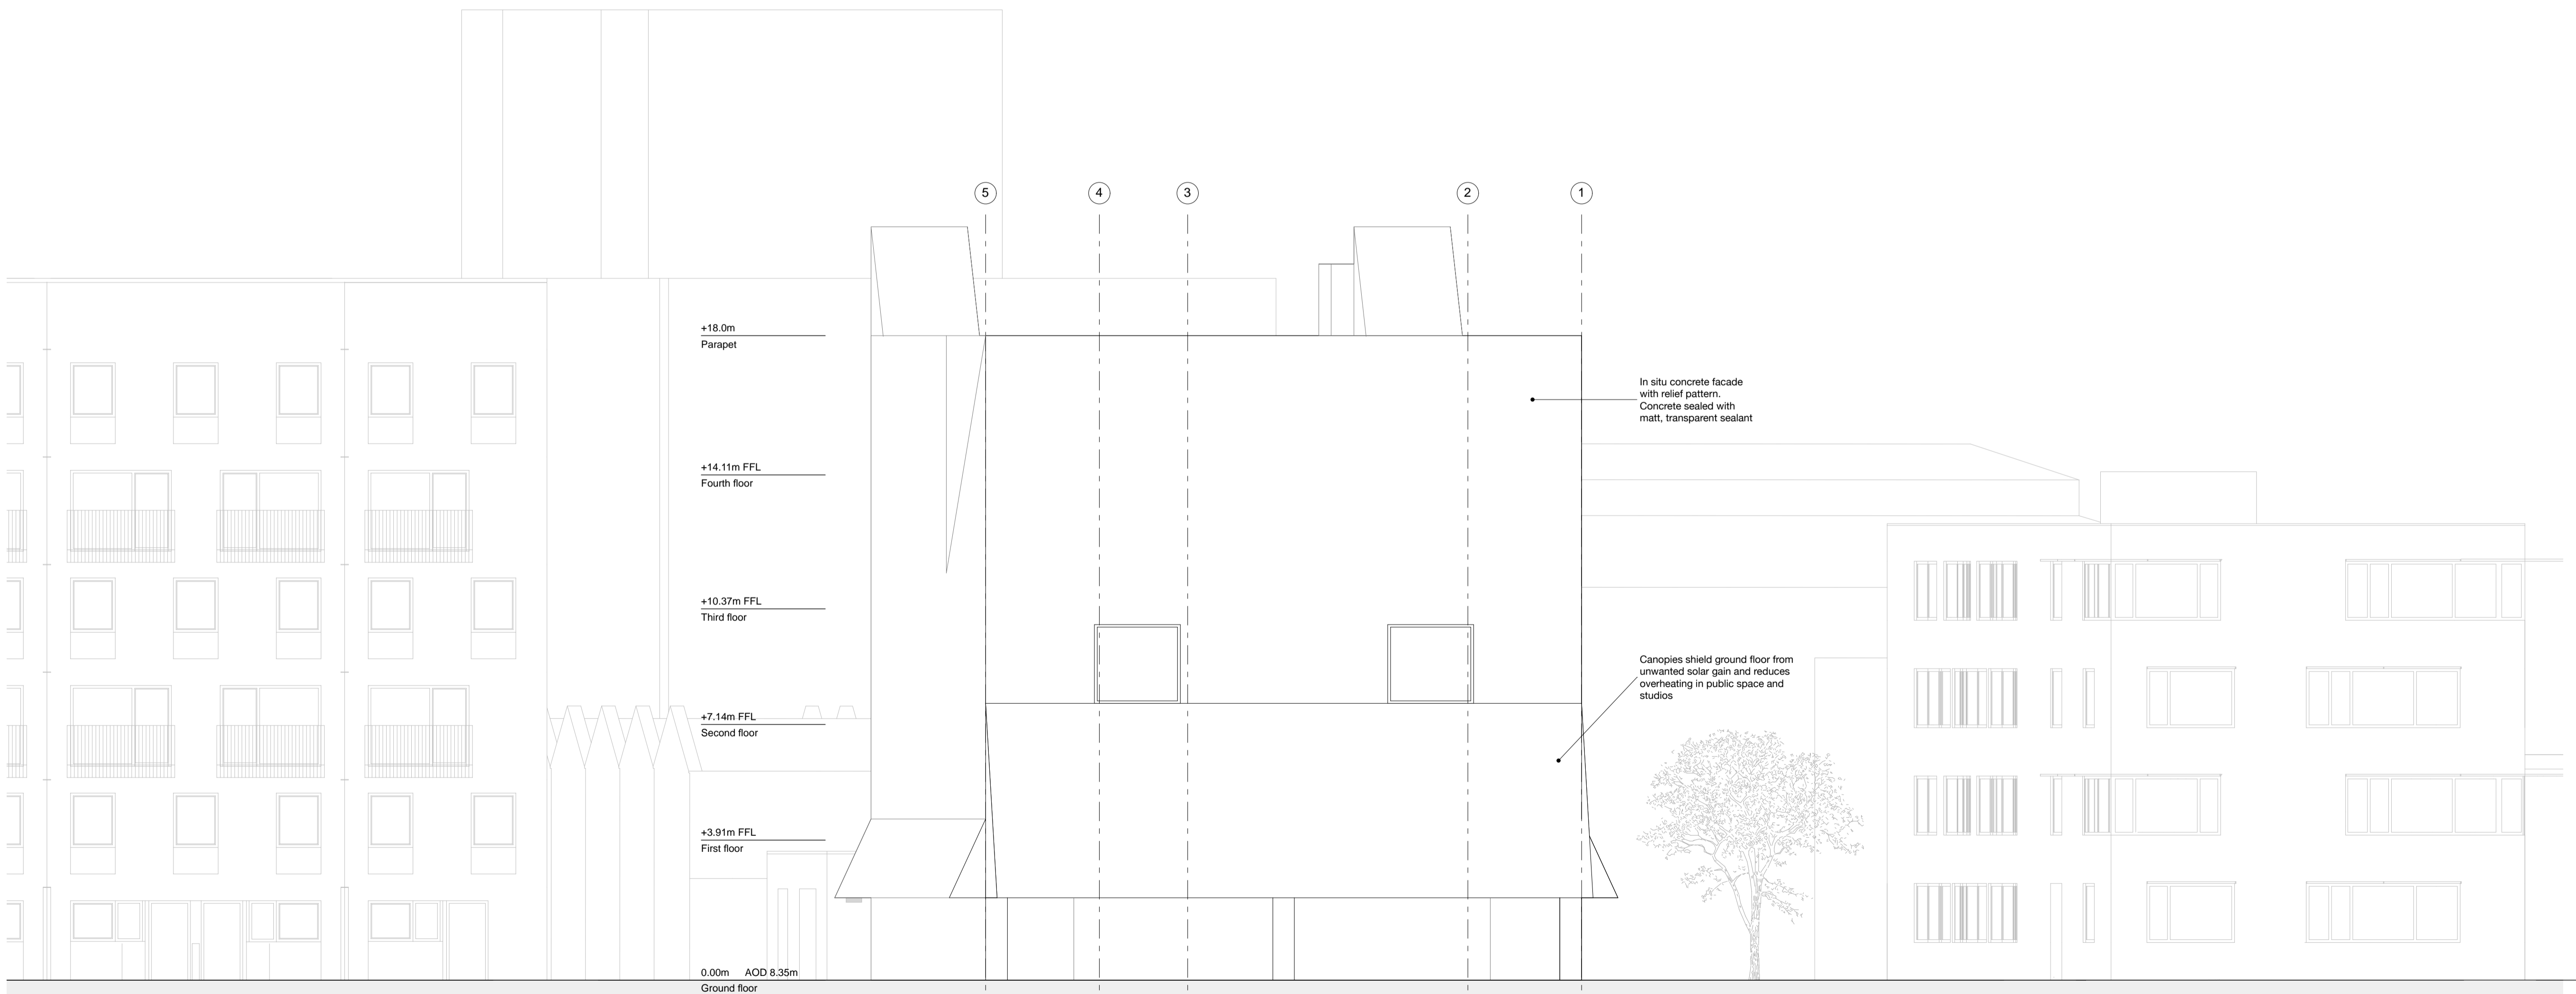 5
4
3
2
1
+18.0m
Parapet
In situ concrete facade
with relief pattern.
Concrete sealed with
matt, transparent sealant
+14.11m FFL
Fourth floor
+10.37m FFL
Third floor
Canopies shield ground floor from
unwanted solar gain and reduces
overheating in public space and
studios
+7.14m FFL
Second floor
+3.91m FFL
First floor
0.00m AOD 8.35m
Ground floor